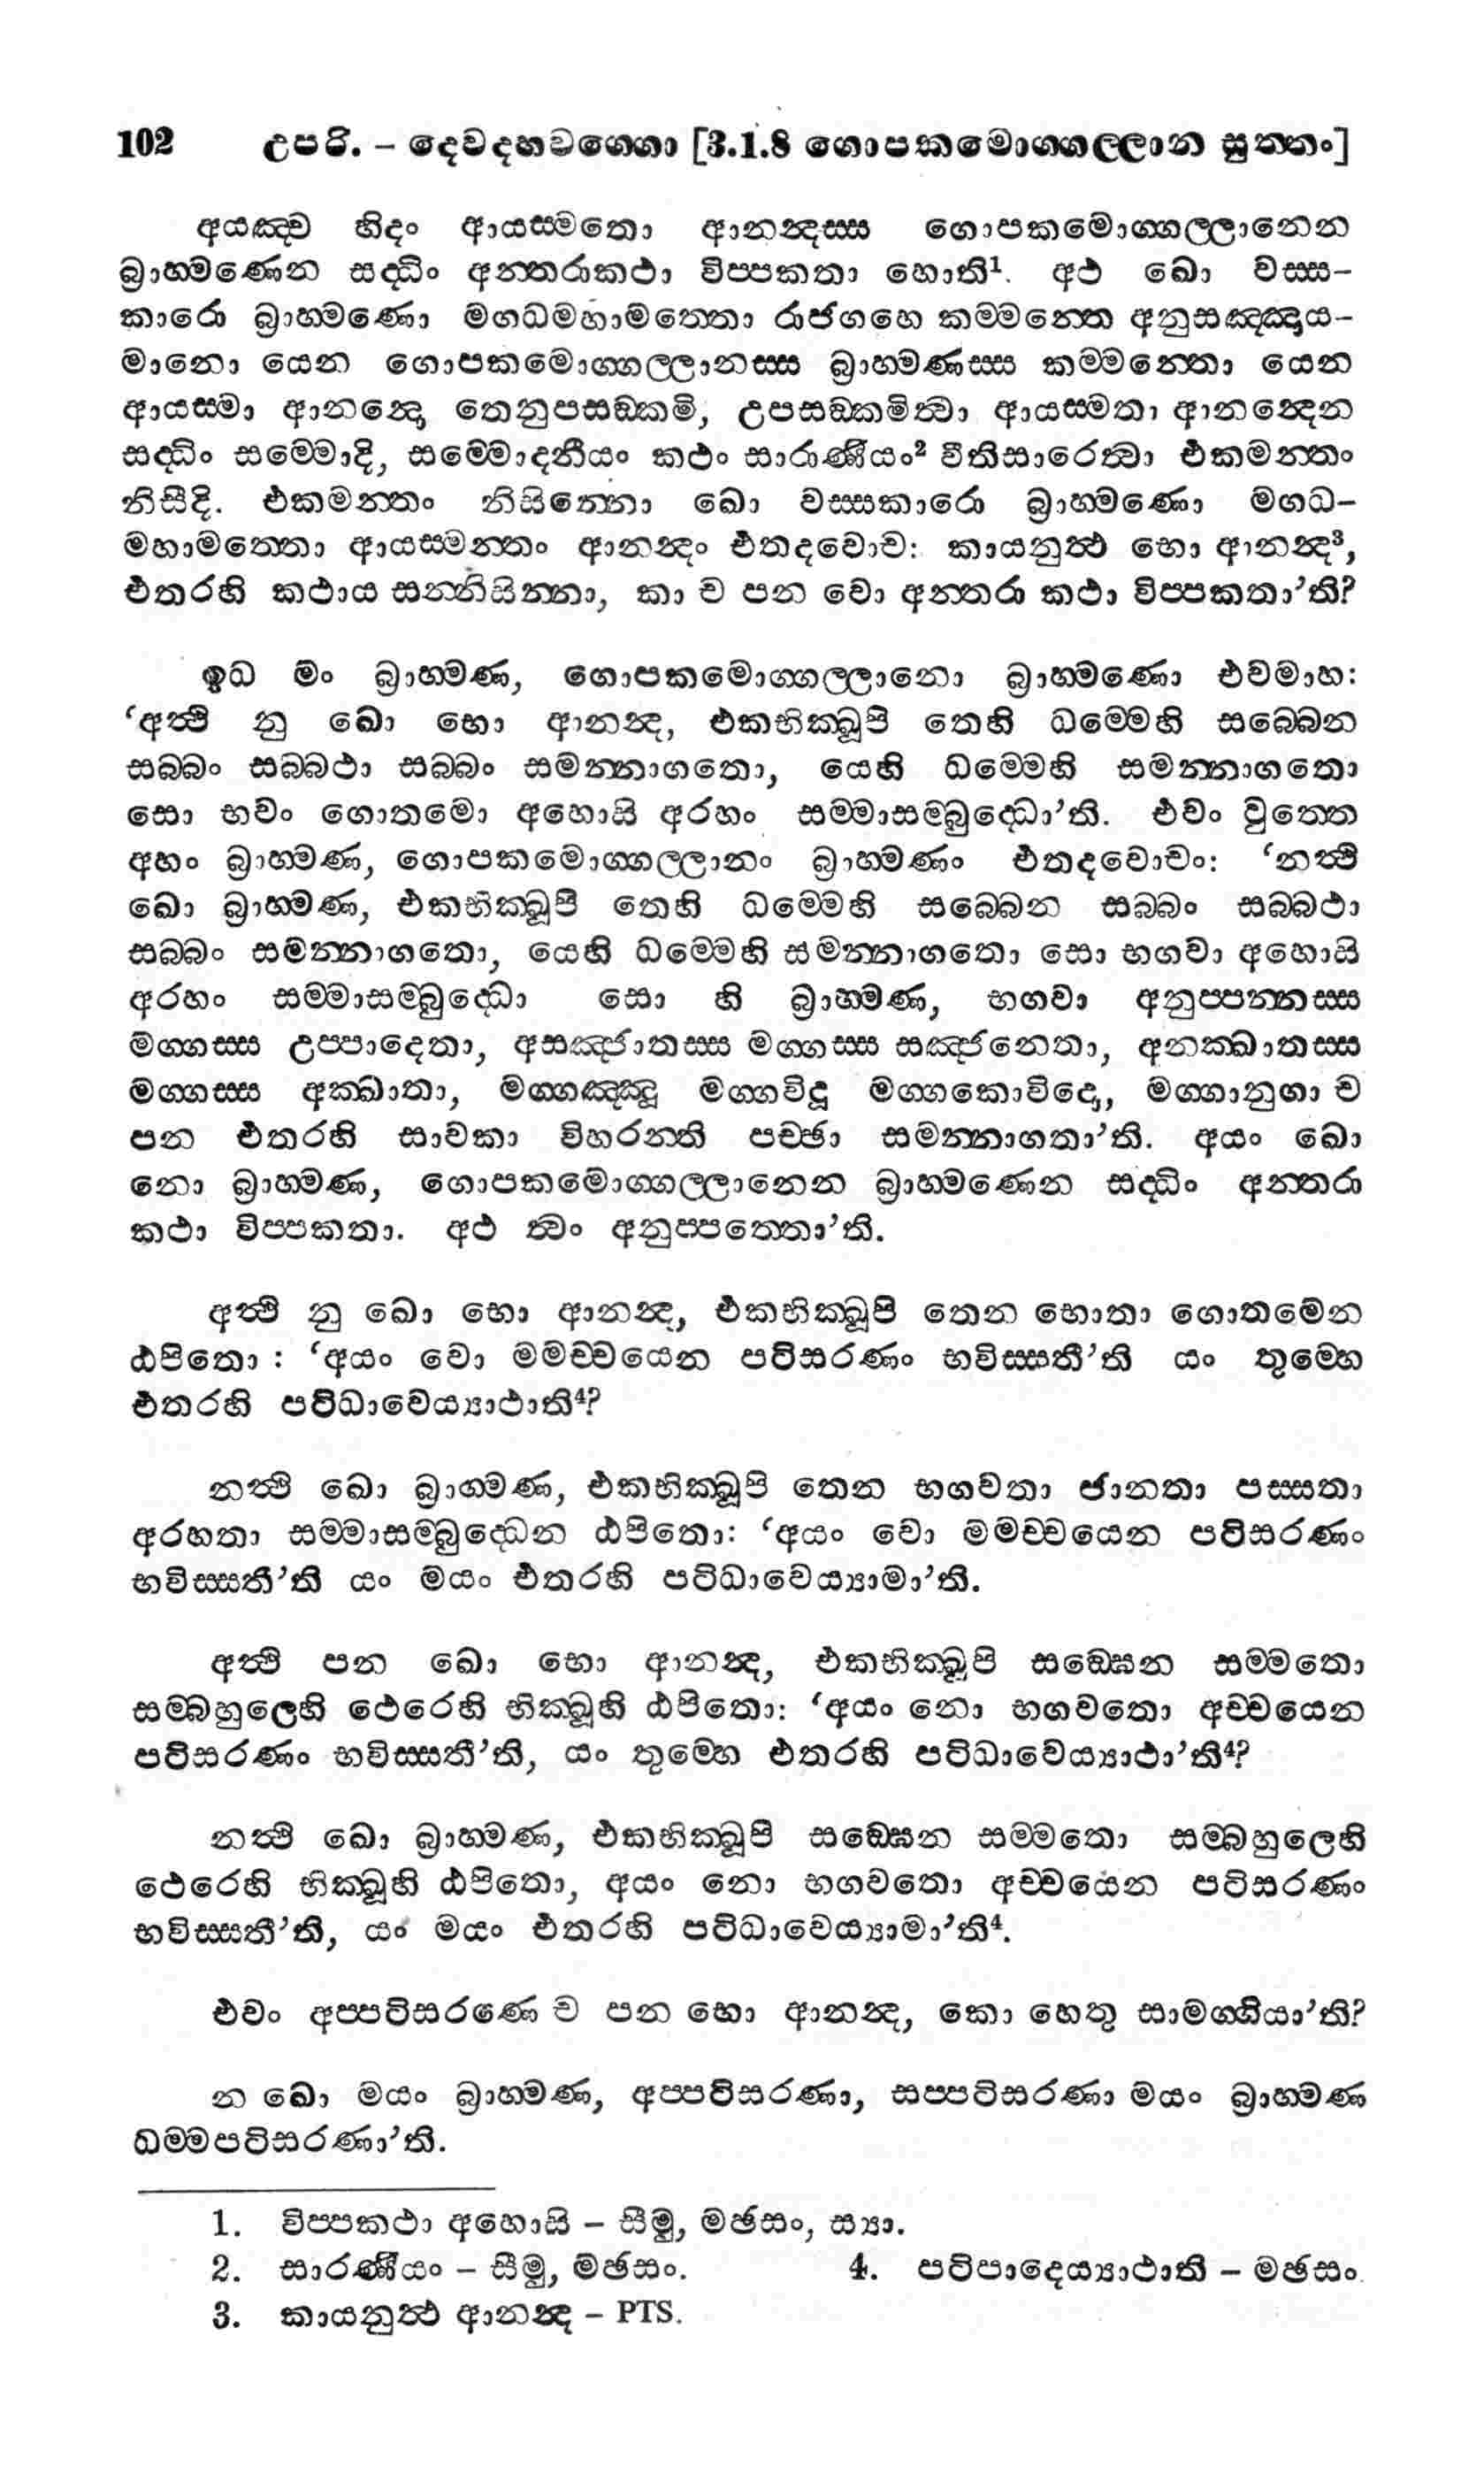 102 උපරි. – දෙවදහවග්ගො [3.1.8 ගොපකමොග්ගල්ලාන සුත්තං]
අයඤ්ච හිදං ආයස්මතො ආනන්දස්ස ගොපකමොග්ගල්ලානෙන
බ්‍රාහ්මණෙන සද්ධිං අන්තරාකථා විප්පකතා හොති¹. අථ ඛො වස්ස-
කාරො බ්‍රාහ්මණො මගධමහාමත්තො රාජගහෙ කම්මන්තෙ අනුසඤ්ඤාය-
මානො යෙන ගොපකමොග්ගල්ලානස්ස බ්‍රාහ්මණස්ස කම්මන්තො යෙන
ආයස්මා ආනන්දො තෙනුපසඞ්කමි, උපසඞ්කමිත්වා ආයස්මතා ආනන්දෙන
සද්ධිං සම්මොදි, සම්මොදනීයං කථං සාරාණීයං² වීතිසාරෙත්වා එකමන්තං
නිසීදි. එකමන්තං නිසින්නො ඛො වස්සකාරො බ්‍රාහ්මණො මගධ-
මහාමත්තො ආයස්මන්තං ආනන්දං එතදවොච: කායනුත්ථ භො ආනන්ද³,
එතරහි කථාය සන්නිසින්නා, කා ච පන වො අන්තරා කථා විප්පකතා’ති?
ඉධ මං බ්‍රාහ්මණ, ගොපකමොග්ගල්ලානො බ්‍රාහ්මණො එවමාහ:
‘අත්ථි නු ඛො භො ආනන්ද, එකභික්ඛූපි තෙහි ධම්මෙහි සබ්බෙන
සබ්බං සබ්බථා සබ්බං සමන්නාගතො, යෙහි ධම්මෙහි සමන්නාගතො
සො භවං ගොතමො අහොසි අරහං සම්මාසම්බුද්ධො’ති. එවං වුත්තෙ
අහං බ්‍රාහ්මණ, ගොපකමොග්ගල්ලානං බ්‍රාහ්මණං එතදවොචං: ‘නත්ථි
ඛො බ්‍රාහ්මණ, එකභික්ඛූපි තෙහි ධම්මෙහි සබ්බෙන සබ්බං සබ්බථා
සබ්බං සමන්නාගතො, යෙහි ධම්මෙහි සමන්නාගතො සො භගවා අහොසි
අරහං සම්මාසම්බුද්ධො සො හි බ්‍රාහ්මණ, භගවා අනුප්පන්නස්ස
මග්ගස්ස උප්පාදෙතා, අසඤ්ජාතස්ස මග්ගස්ස සඤ්ජනෙතා, අනක්ඛාතස්ස
මග්ගස්ස අක්ඛාතා, මග්ගඤ්ඤූ මග්ගවිදූ මග්ගකොවිදො, මග්ගානුගා ච
පන එතරහි සාවකා විහරන්ති පච්ඡා සමන්නාගතා’ති. අයං ඛො
නො බ්‍රාහ්මණ, ගොපකමොග්ගල්ලානෙන බ්‍රාහ්මණෙන සද්ධිං අන්තරා
කථා විප්පකතා. අථ ත්වං අනුප්පත්තො’ති.
අත්ථි නු ඛො භො ආනන්ද, එකභික්ඛූපි තෙන භොතා ගොතමෙන
ඨපිතො : ‘අයං වො මමච්චයෙන පටිසරණං භවිස්සතී’ති යං තුම්හෙ
එතරහි පටිධාවෙය්‍යාථාති⁴?
නත්ථි ඛො බ්‍රාගමණ, එකභික්ඛූපි තෙන භගවතා ජානතා පස්සතා
අරහතා සම්මාසම්බුද්ධෙන ඨපිතො: ‘අයං වො මමච්චයෙන පටිසරණං
භවිස්සතී’ති යං මයං එතරහි පටිධාවෙය්‍යාමා’ති.
අත්ථි පන ඛො භො ආනන්ද, එකභික්ඛූපි සඞ්ඝෙන සම්මතො
සම්බහුලෙහි ථෙරෙහි භික්ඛූහි ඨපිතො: ‘අයං නො භගවතො අච්චයෙන
පටිසරණං භවිස්සතී’ති, යං තුම්හෙ එතරහි පටිධාවෙය්‍යාථා’ති⁴?
නත්ථි ඛො බ්‍රාහ්මණ, එකභික්ඛූපි සඞ්ඝෙන සම්මතො සම්බහුලෙහි
ථෙරෙහි භික්ඛූහි ඨපිතො, අයං නො භගවතො අච්චයෙන පටිසරණං
භවිස්සතී’ති, යං මයං එතරහි පටිධාවෙය්‍යාමා’ති⁴.
එවං අප්පටිසරණෙ ච පන භො ආනන්ද, කො හෙතු සාමග්ගියා’ති?
න ඛො මයං බ්‍රාහ්මණ, අප්පටිසරණා, සප්පටිසරණා මයං බ්‍රාහ්මණ
ධම්මපටිසරණා’ති.
1. විප්පකථා අහොසි – සීමු, මඡසං, ස්‍යා.
2. සාරණීයං – සීමු, මඡසං. 4. පටිපාදෙය්‍යාථාති – මඡසං.
3. කායනුත්ථ ආනන්ද – PTS.